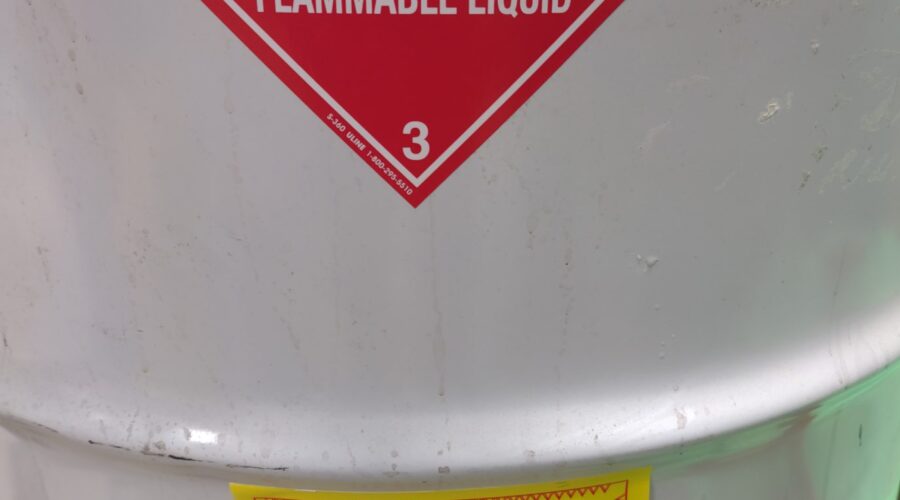 FLAMMABLE LIQUID
3
S-360 ULINE 1-800-295-5510